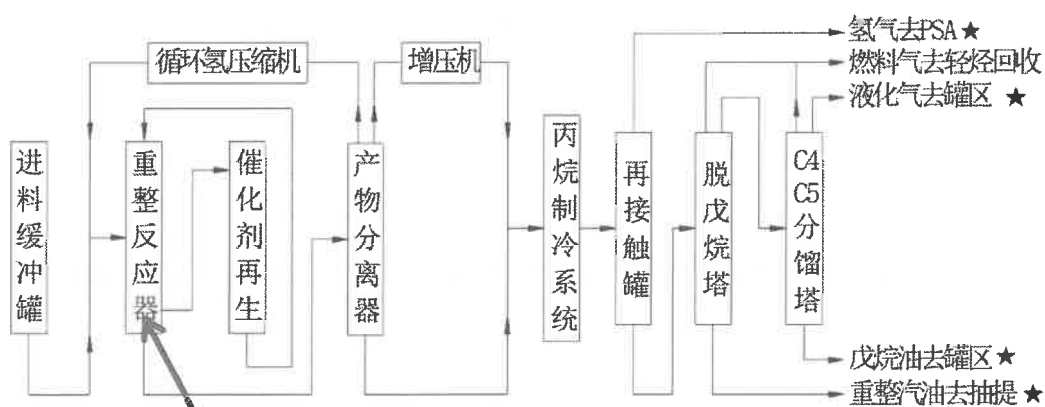 氢气去PSA★
循环氢压缩机
增压机
燃料气去轻烃回收
液化气去罐区 ★
进料缓冲罐
重整反应器
催化剂再生
产物分离器
丙烷制冷系统
再接触罐
脱戊烷塔
C4C5分馏塔
戊烷油去罐区★
重整汽油去抽提★